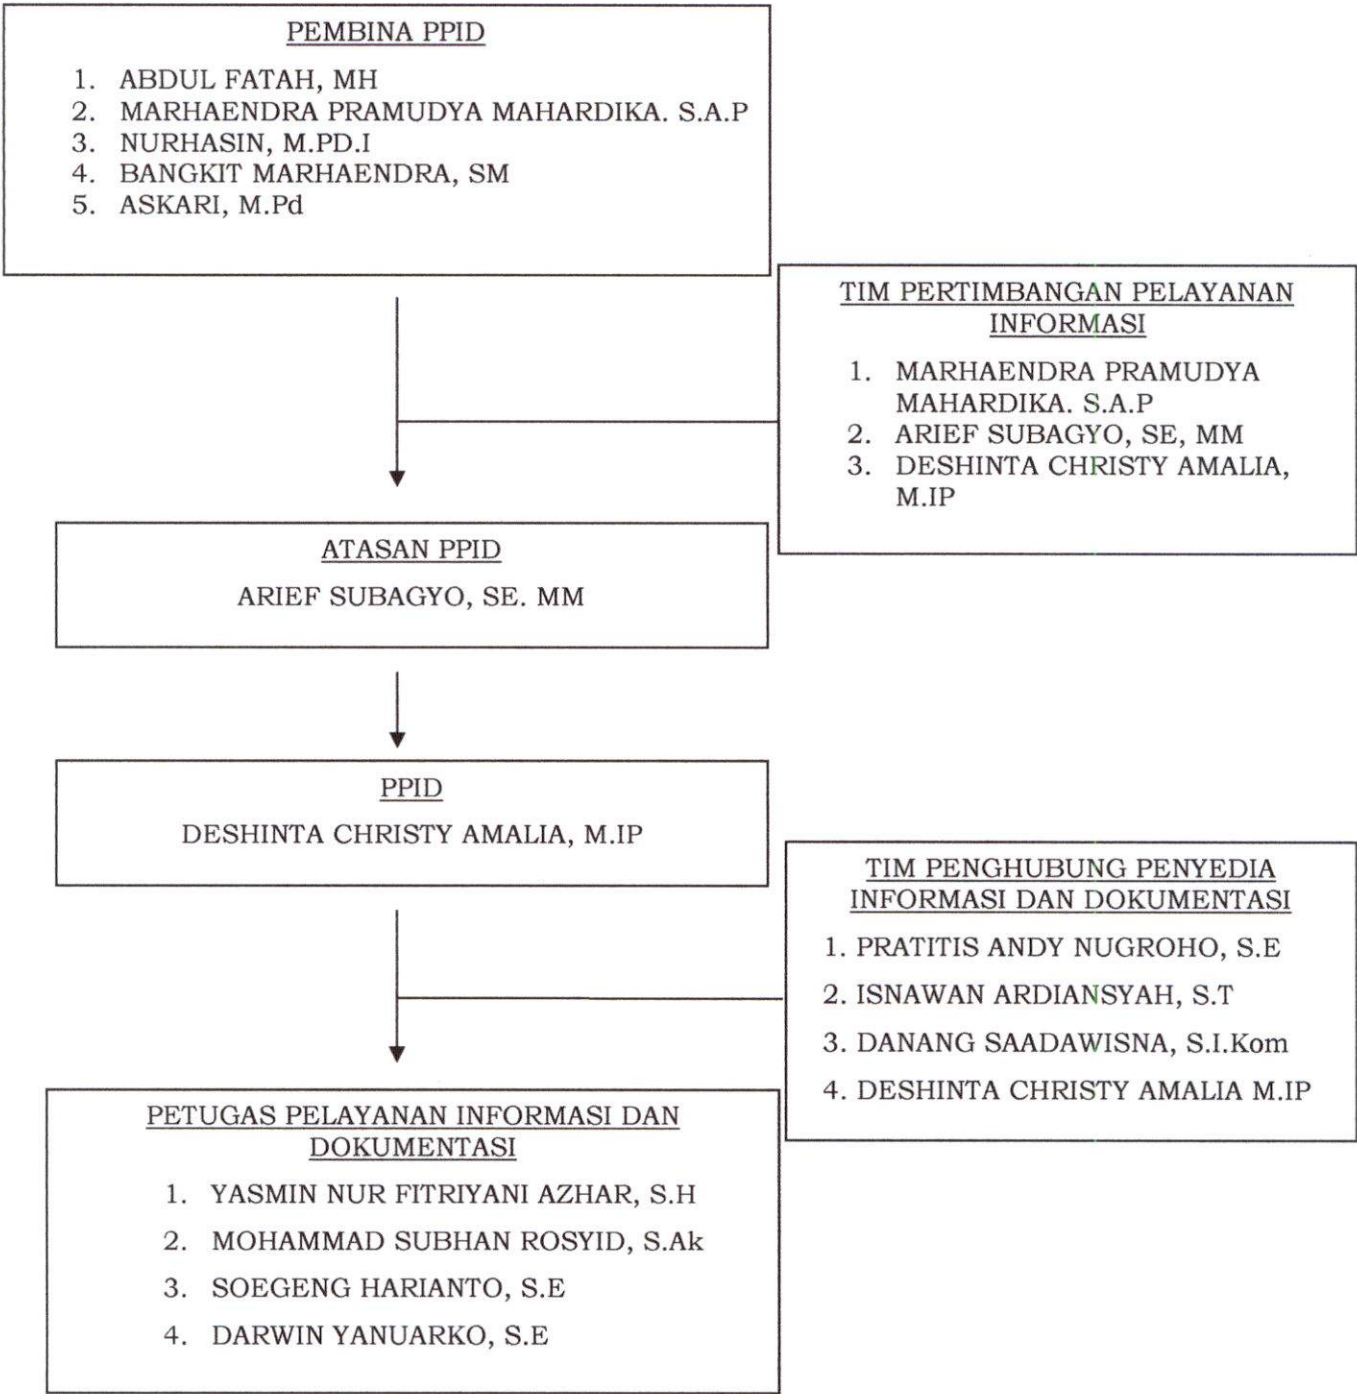 PEMBINA PPID
1. ABDUL FATAH, MH
2. MARHAENDRA PRAMUDYA MAHARDIKA. S.A.P
3. NURHASIN, M.PD.I
4. BANGKIT MARHAENDRA, SM
5. ASKARI, M.Pd
TIM PERTIMBANGAN PELAYANAN
INFORMASI
1. MARHAENDRA PRAMUDYA
MAHARDIKA. S.A.P
2. ARIEF SUBAGYO, SE, MM
3. DESHINTA CHRISTY AMALIA,
M.IP
ATASAN PPID
ARIEF SUBAGYO, SE. MM
PPID
DESHINTA CHRISTY AMALIA, M.IP
TIM PENGHUBUNG PENYEDIA
INFORMASI DAN DOKUMENTASI
1. PRATITIS ANDY NUGROHO, S.E
2. ISNAWAN ARDIANSYAH, S.T
3. DANANG SAADAWISNA, S.I.Kom
4. DESHINTA CHRISTY AMALIA M.IP
PETUGAS PELAYANAN INFORMASI DAN
DOKUMENTASI
1. YASMIN NUR FITRIYANI AZHAR, S.H
2. MOHAMMAD SUBHAN ROSYID, S.Ak
3. SOEGENG HARIANTO, S.E
4. DARWIN YANUARKO, S.E